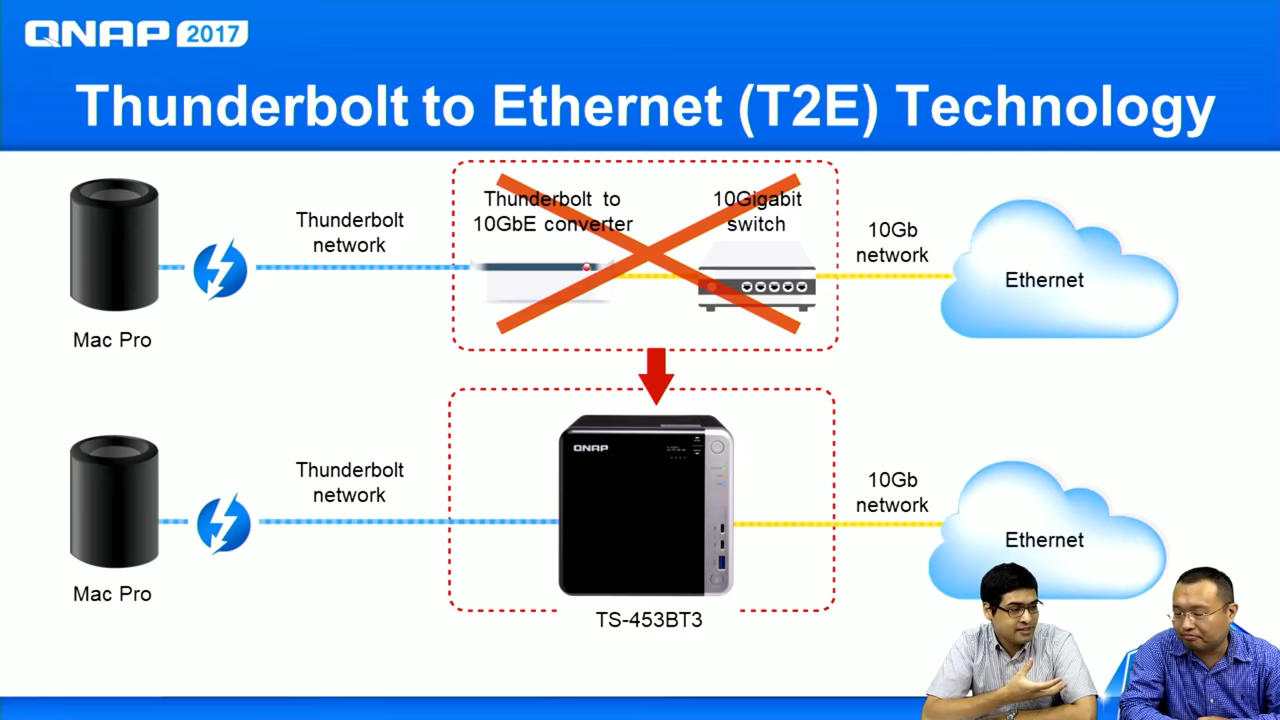 QNAP 2017
Thunderbolt to Ethernet (T2E) Technology
Thunderbolt
network
Thunderbolt to
10GbE converter
10Gigabit
switch
10Gb
network
Ethernet
Mac Pro
Thunderbolt
network
QNAP
10Gb
network
Ethernet
Mac Pro
TS-453BT3